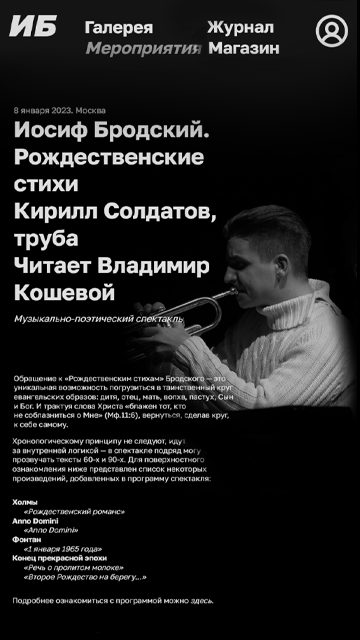 ИБ
Галерея
Журнал
Мероприятия
Магазин
8 января 2023. Москва
Иосиф Бродский.
Рождественские
стихи
Кирилл Солдатов,
труба
Читает Владимир
Кошевой
Музыкально-поэтический спектакль
Обращение к «Рождественским стихам» Бродского – это
уникальная возможность погрузиться в таинственный круг
евангельских образов: дитя, отец, мать, волхв, пастух, Сын
и Бог. И трактуя слова Христа «блажен тот, кто
не соблазнится о Мне» (Мф.11:6), вернуться, сделав круг,
к себе самому.
Хронологическому принципу не следуют, идут
за внутренней логикой – в спектакле подряд могу
прозвучать тексты 60-х и 90-х. Для поверхностного
ознакомления ниже представлен список некоторых
произведений, добавленных в программу спектакля:
Холмы
«Рождественский романс»
Anno Domini
«Anno Domini»
Фонтан
«1 января 1965 года»
Конец прекрасной эпохи
«Речь о пролитом молоке»
«Второе Рождество на берегу...»
Подробнее ознакомиться с программой можно здесь.